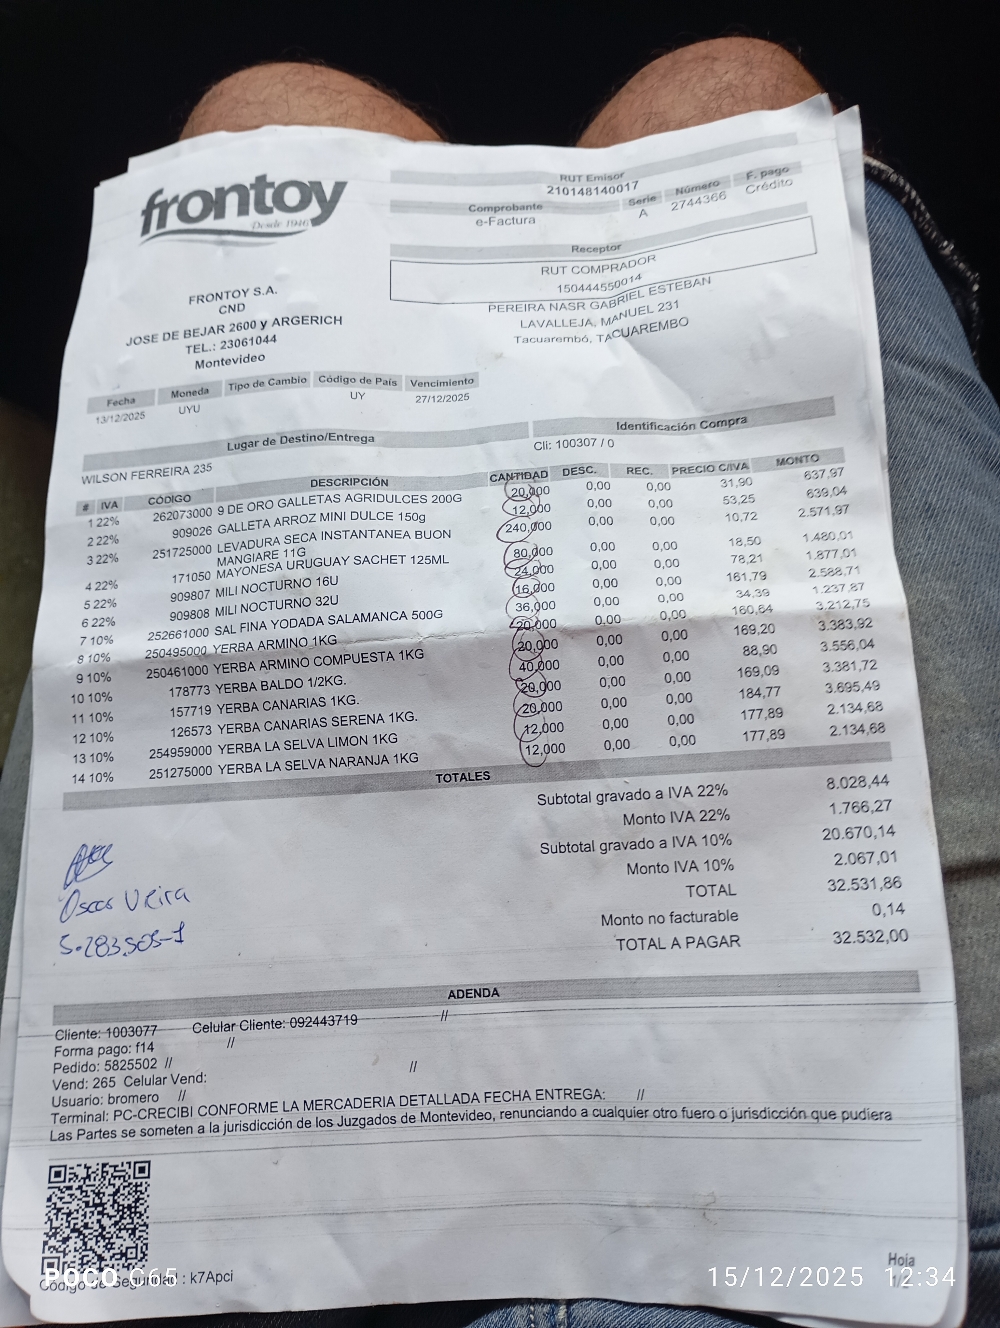 frontoy
Desde 1946
RUT Emisor
210148140017
Comprobante Serie Número F. pago
e-Factura A 2744366 Crédito
Receptor
RUT COMPRADOR
150444550014
PEREIRA NASR GABRIEL ESTEBAN
LAVALLEJA, MANUEL 231
Tacuarembó, TACUAREMBO
FRONTOY S.A.
CND
JOSE DE BEJAR 2600 y ARGERICH
TEL.: 23061044
Montevideo
Fecha Moneda Tipo de Cambio Código de País Vencimiento
13/12/2025 UYU UY 27/12/2025
Lugar de Destino/Entrega Identificación Compra
WILSON FERREIRA 235 Cli: 100307 / 0
# IVA CÓDIGO DESCRIPCIÓN CANTIDAD DESC. REC. PRECIO C/IVA MONTO
1 22% 262073000 9 DE ORO GALLETAS AGRIDULCES 200G 20,000 0,00 0,00 31,90 637,97
2 22% 909026 GALLETA ARROZ MINI DULCE 150g 12,000 0,00 0,00 53,25 639,04
3 22% 251725000 LEVADURA SECA INSTANTANEA BUON MANGIARE 11G 240,000 0,00 0,00 10,72 2.571,97
4 22% 171050 MAYONESA URUGUAY SACHET 125ML 80,000 0,00 0,00 18,50 1.480,01
5 22% 909807 MILI NOCTURNO 16U 24,000 0,00 0,00 78,21 1.877,01
6 22% 909808 MILI NOCTURNO 32U 16,000 0,00 0,00 161,79 2.588,71
7 10% 252661000 SAL FINA YODADA SALAMANCA 500G 36,000 0,00 0,00 34,39 1.237,87
8 10% 250495000 YERBA ARMINO 1KG 20,000 0,00 0,00 160,64 3.212,75
9 10% 250461000 YERBA ARMINO COMPUESTA 1KG 20,000 0,00 0,00 169,20 3.383,92
10 10% 178773 YERBA BALDO 1/2KG. 40,000 0,00 0,00 88,90 3.556,04
11 10% 157719 YERBA CANARIAS 1KG. 20,000 0,00 0,00 169,09 3.381,72
12 10% 126573 YERBA CANARIAS SERENA 1KG. 20,000 0,00 0,00 184,77 3.695,49
13 10% 254959000 YERBA LA SELVA LIMON 1KG 12,000 0,00 0,00 177,89 2.134,68
14 10% 251275000 YERBA LA SELVA NARANJA 1KG 12,000 0,00 0,00 177,89 2.134,68
TOTALES
Subtotal gravado a IVA 22% 8.028,44
Monto IVA 22% 1.766,27
Subtotal gravado a IVA 10% 20.670,14
Monto IVA 10% 2.067,01
TOTAL 32.531,86
Monto no facturable 0,14
TOTAL A PAGAR 32.532,00
Oscar Vieira
5.283.505-1
ADENDA
Cliente: 1003077 Celular Cliente: 092443719 //
Forma pago: f14 //
Pedido: 5825502 //
Vend: 265 Celular Vend: //
Usuario: bromero //
Terminal: PC-CRECIBI CONFORME LA MERCADERIA DETALLADA FECHA ENTREGA: //
Las Partes se someten a la jurisdicción de los Juzgados de Montevideo, renunciando a cualquier otro fuero o jurisdicción que pudiera
Código de Seguridad : k7Apci
Hoja
POCO C65
15/12/2025 12:34